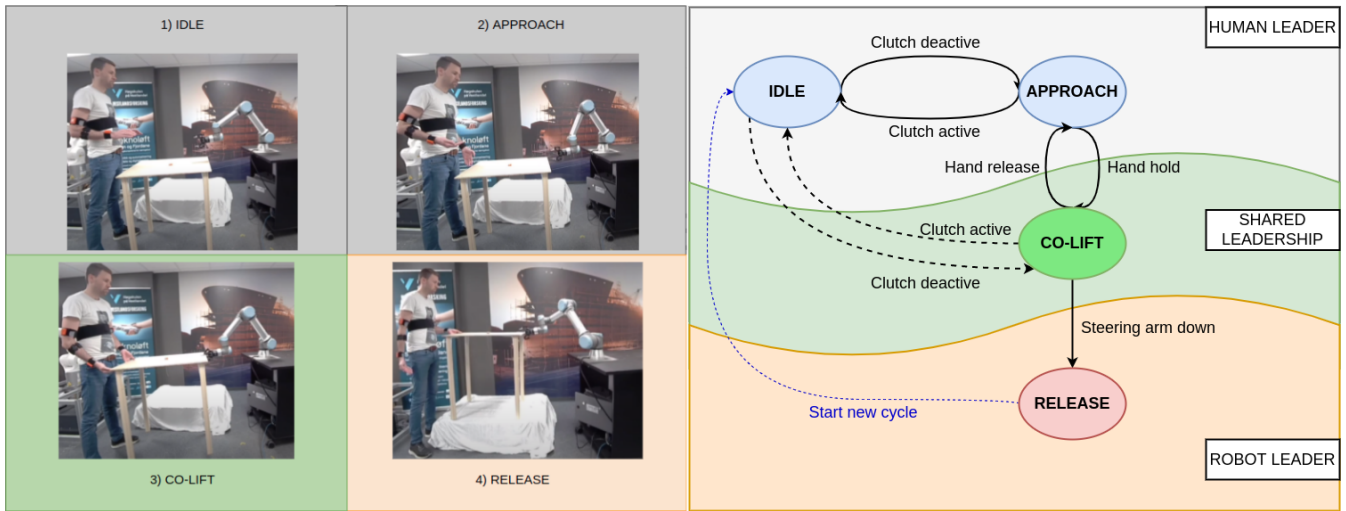 1) IDLE
2) APPROACH
3) CO-LIFT
4) RELEASE
HUMAN LEADER
Clutch deactive
IDLE
APPROACH
Clutch active
Hand release
Hand hold
SHARED
LEADERSHIP
Clutch active
CO-LIFT
Clutch deactive
Steering arm down
RELEASE
Start new cycle
ROBOT LEADER